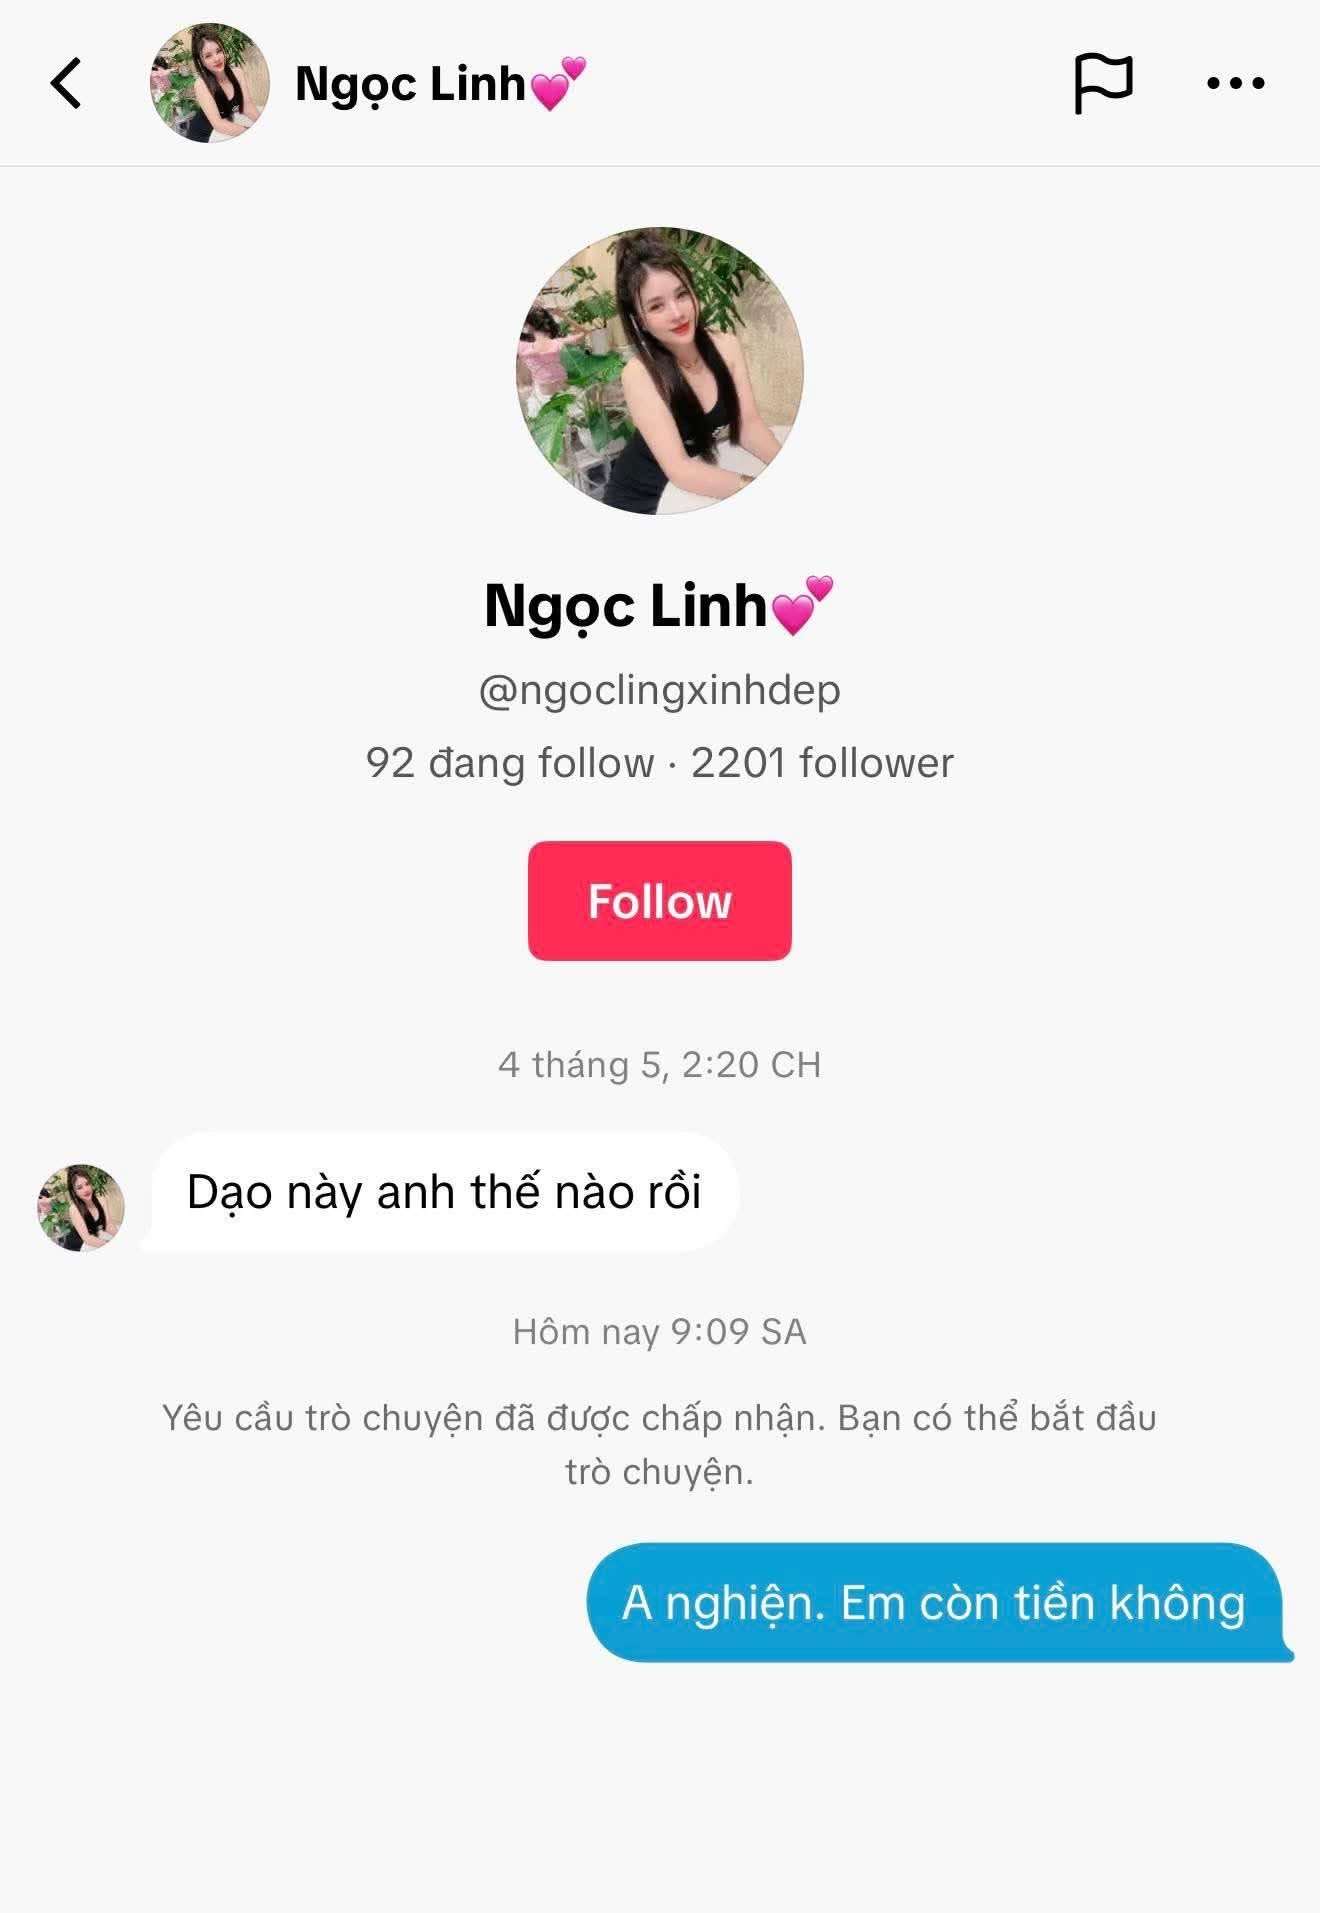 Ngọc Linh💕
Ngọc Linh💕
@ngoclingxinhdep
92 đang follow · 2201 follower
Follow
4 tháng 5, 2:20 CH
Dạo này anh thế nào rồi
Hôm nay 9:09 SA
Yêu cầu trò chuyện đã được chấp nhận. Bạn có thể bắt đầu
trò chuyện.
A nghiện. Em còn tiền không